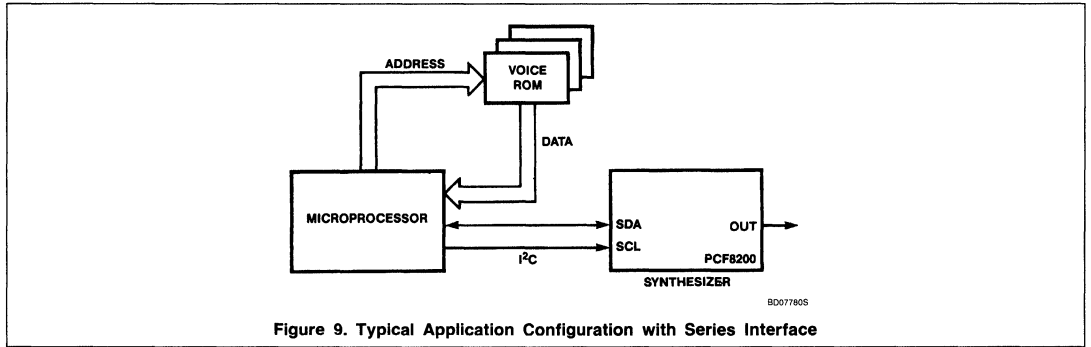 ADDRESS
VOICE
ROM
DATA
MICROPROCESSOR
SDA
OUT
SCL
I²C
PCF8200
SYNTHESIZER
BD07780S
Figure 9. Typical Application Configuration with Series Interface